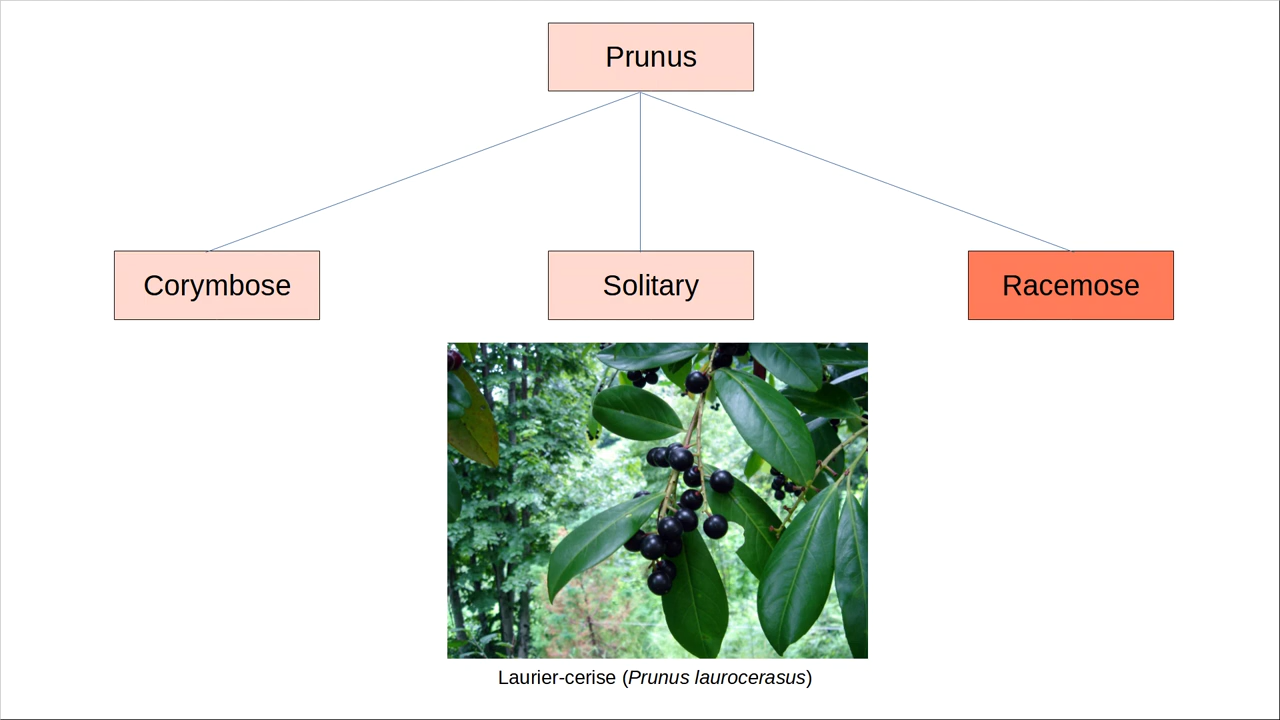 Prunus
Corymbose
Solitary
Racemose
Laurier-cerise (Prunus laurocerasus)